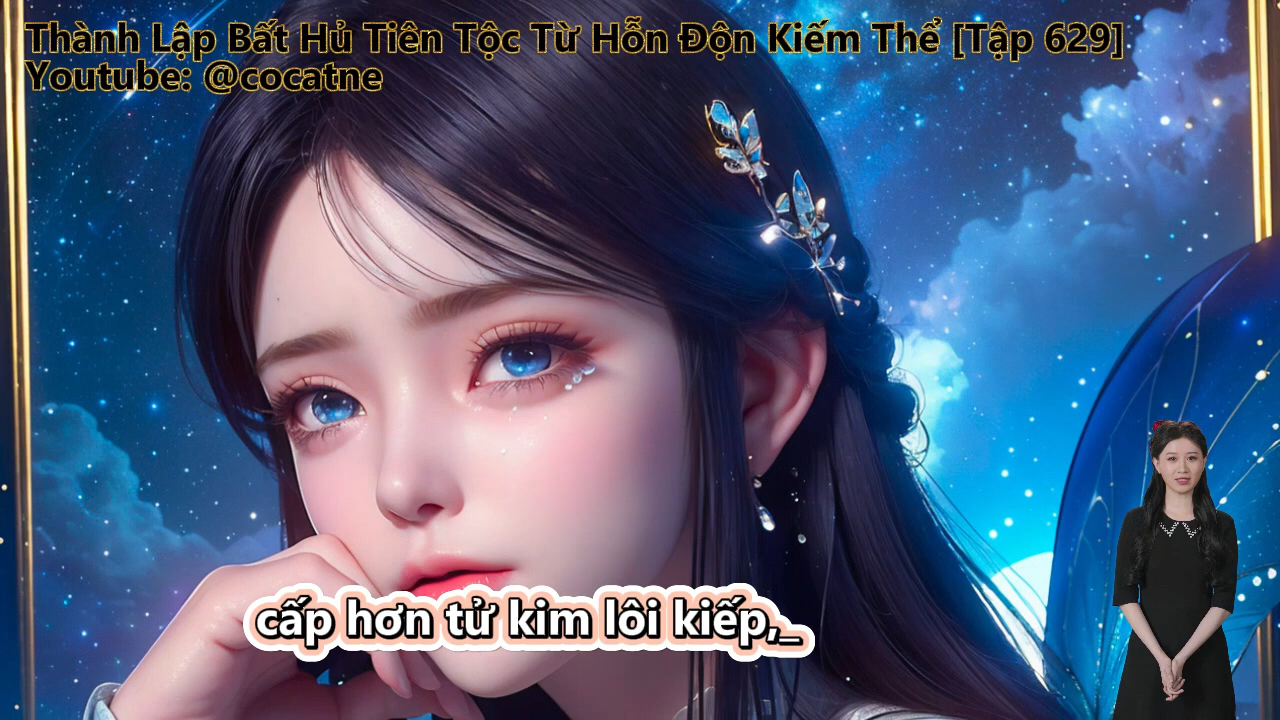 Thành Lập Bất Hủ Tiên Tộc Từ Hỗn Độn Kiếm Thể [Tập 629]
Youtube: @cocatne
cấp hơn tử kim lôi kiếp,_